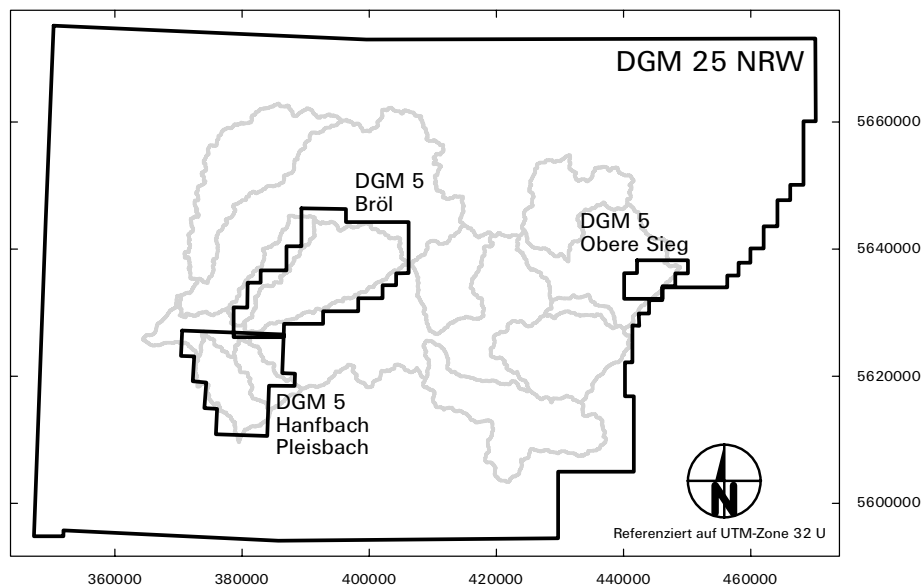 DGM 25 NRW
5660000
DGM 5
Bröl
DGM 5
Obere Sieg
5640000
5620000
DGM 5
Hanfbach
Pleisbach
N
5600000
Referenziert auf UTM-Zone 32 U
360000
380000
400000
420000
440000
460000